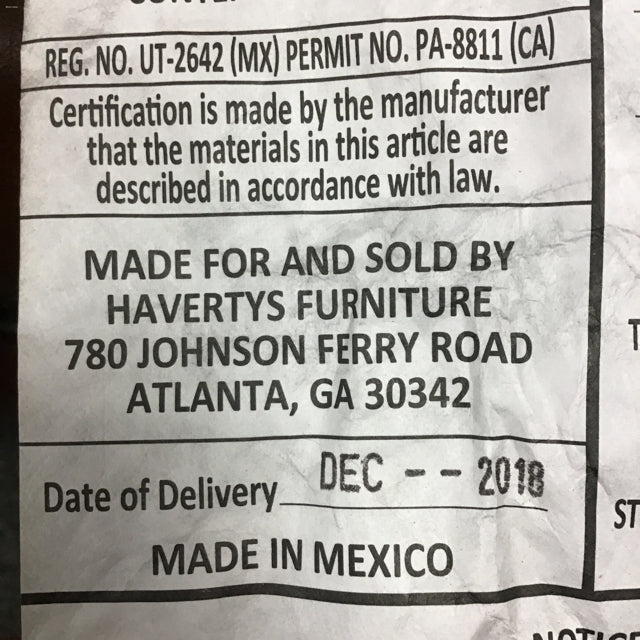 REG. NO. UT-2642 (MX) PERMIT NO. PA-8811 (CA)
Certification is made by the manufacturer
that the materials in this article are
described in accordance with law.
MADE FOR AND SOLD BY
HAVERTYS FURNITURE
780 JOHNSON FERRY ROAD
ATLANTA, GA 30342
Date of Delivery DEC - - 2018
MADE IN MEXICO